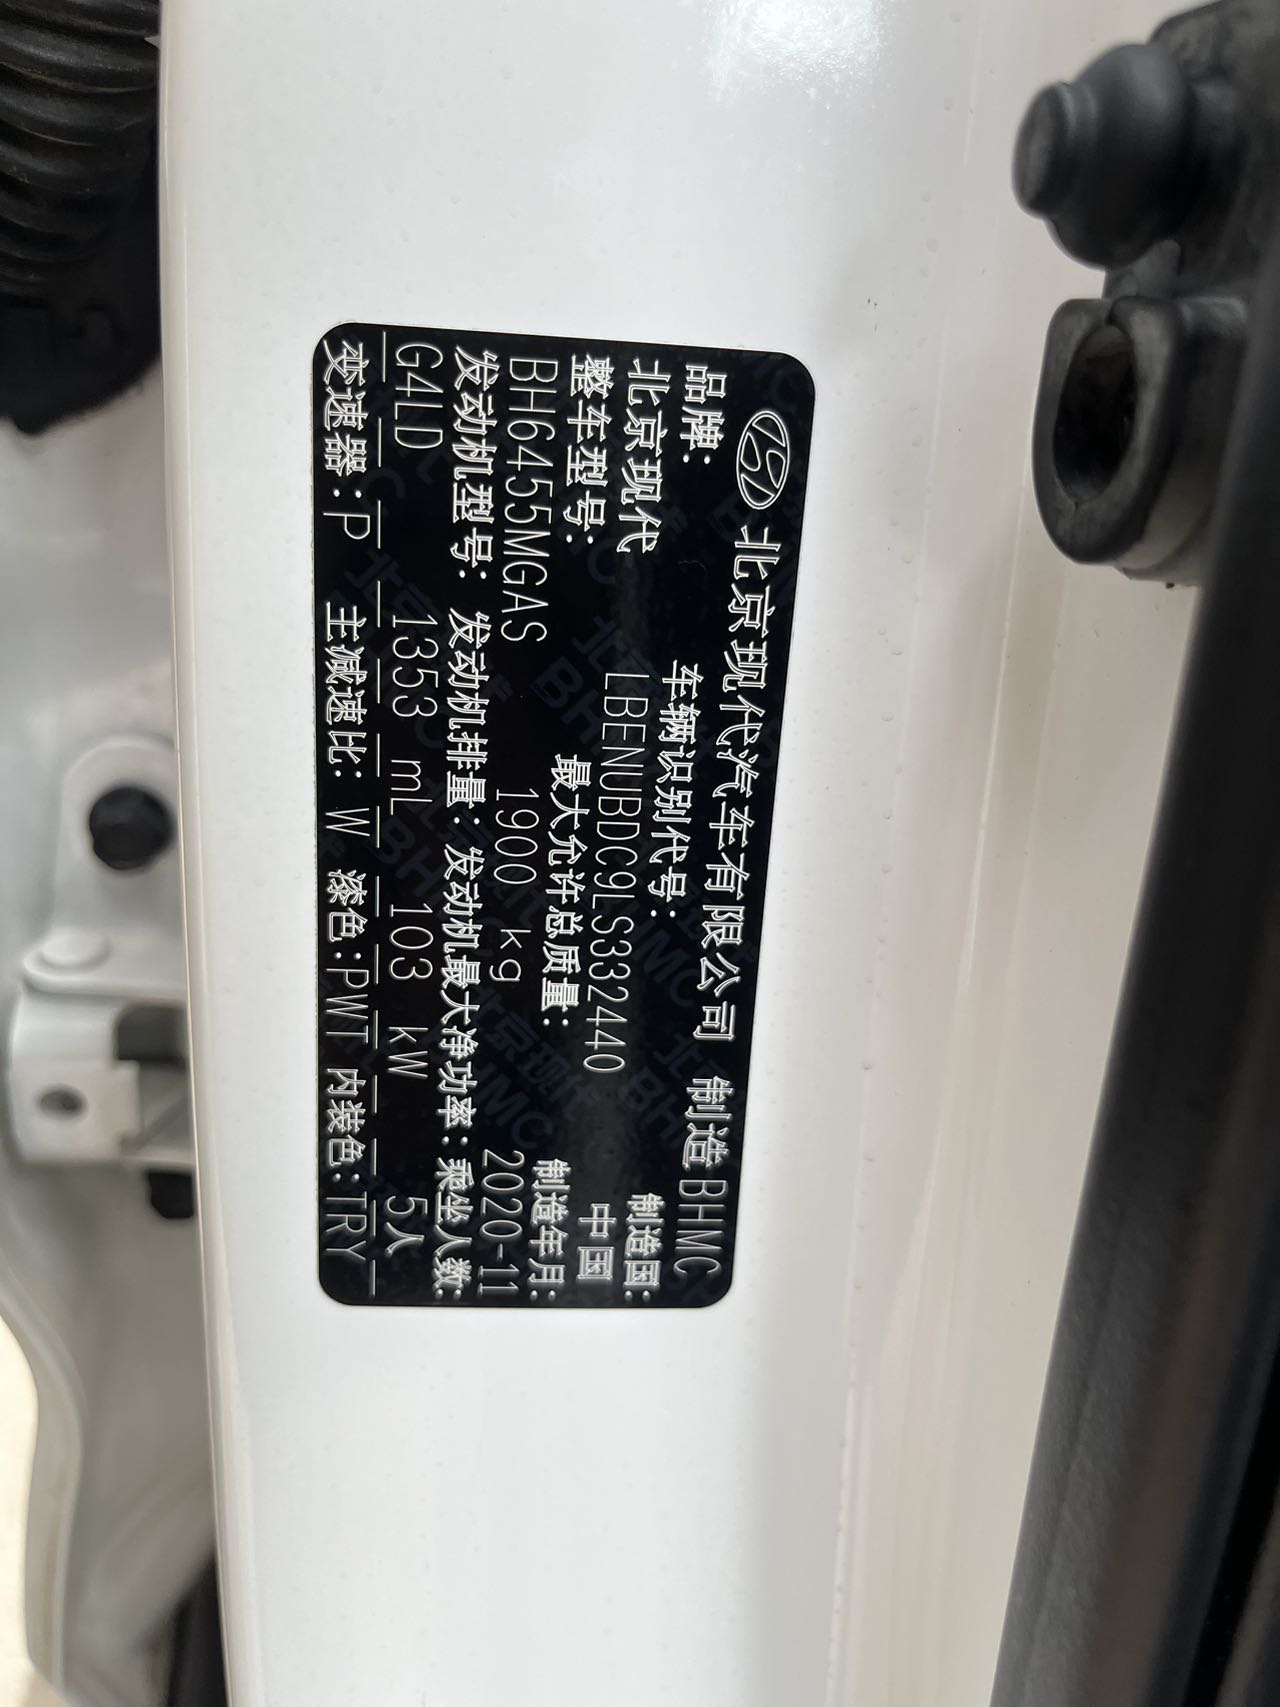 北京现代汽车有限公司 制造 BHMC
品牌: 车辆识别代号: 制造国:
北京现代 LBENUBDC9LS332440 中国
整车型号: 最大允许总质量: 制造年月:
BH6455MGAS 1900 kg 2020-11
发动机型号: 发动机排量: 发动机最大净功率: 乘坐人数:
G4LD 1353 mL 103 kW 5人
变速器:P 主减速比: W 漆色:PWT 内装色:TRY